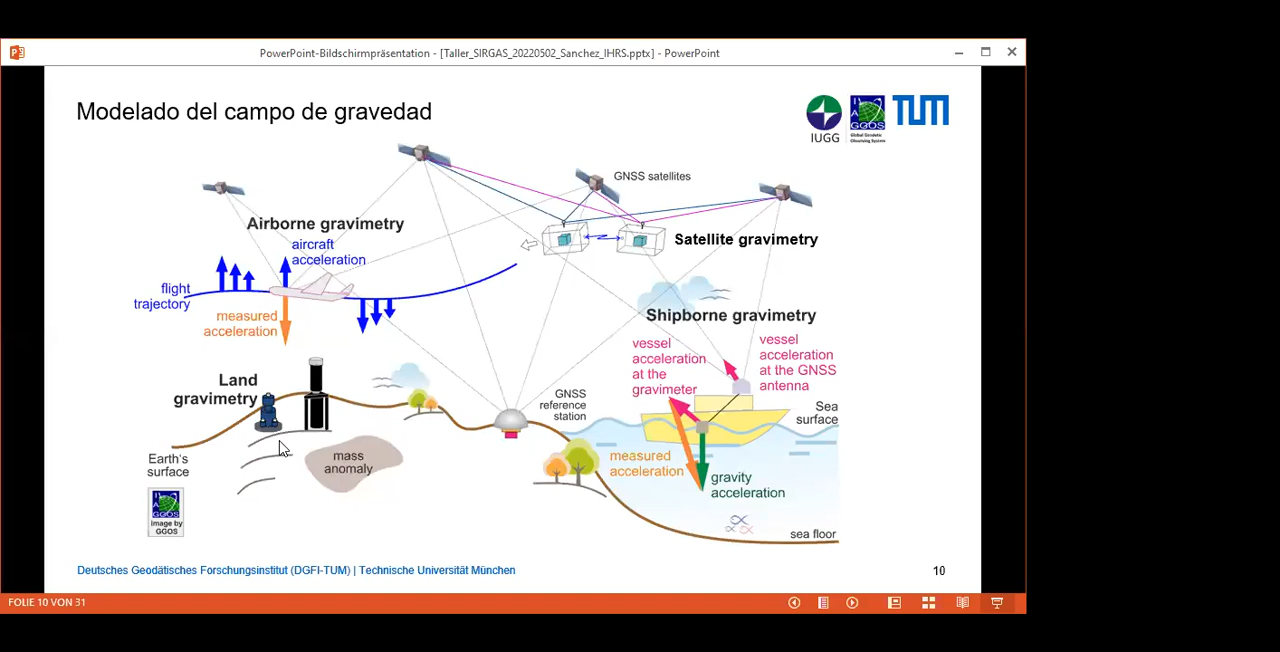 PowerPoint-Bildschirmpräsentation - [Taller_SIRGAS_20220502_Sanchez_IHRS.pptx] - PowerPoint
Modelado del campo de gravedad
IUGG
GGOS
Global Geodetic
Observing System
TUM
GNSS satellites
Airborne gravimetry
aircraft
acceleration
Satellite gravimetry
flight
trajectory
measured
acceleration
Shipborne gravimetry
vessel
acceleration
at the
gravimeter
vessel
acceleration
at the GNSS
antenna
Land
gravimetry
GNSS
reference
station
Sea
surface
Earth's
surface
mass
anomaly
measured
acceleration
gravity
acceleration
GGOS
image by
GGOS
sea floor
Deutsches Geodätisches Forschungsinstitut (DGFI-TUM) | Technische Universität München
10
FOLIE 10 VON 31